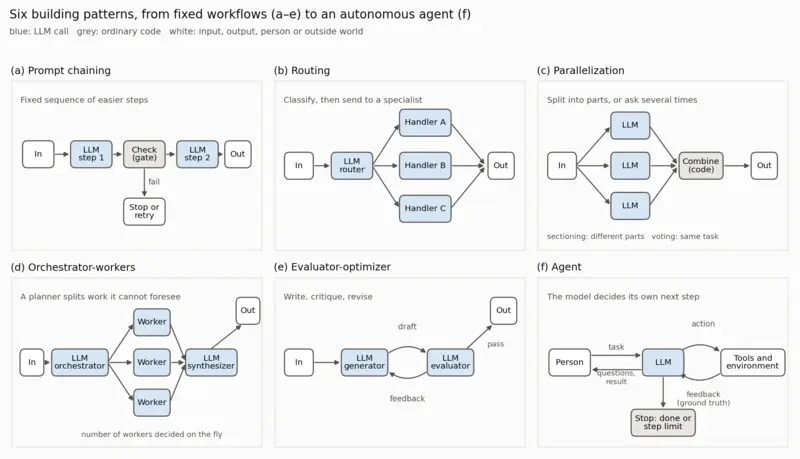 Six building patterns, from fixed workflows (a–e) to an autonomous agent (f)
blue: LLM call   grey: ordinary code   white: input, output, person or outside world
(a) Prompt chaining
Fixed sequence of easier steps
In
LLM
step 1
Check
(gate)
LLM
step 2
Out
fail
Stop or
retry
(b) Routing
Classify, then send to a specialist
In
LLM
router
Handler A
Handler B
Handler C
Out
(c) Parallelization
Split into parts, or ask several times
In
LLM
LLM
LLM
Combine
(code)
Out
sectioning: different parts   voting: same task
(d) Orchestrator-workers
A planner splits work it cannot foresee
In
LLM
orchestrator
Worker
Worker
Worker
LLM
synthesizer
Out
number of workers decided on the fly
(e) Evaluator-optimizer
Write, critique, revise
In
LLM
generator
draft
feedback
LLM
evaluator
pass
Out
(f) Agent
The model decides its own next step
Person
task
questions,
result
LLM
action
Tools and
environment
feedback
(ground truth)
Stop: done or
step limit